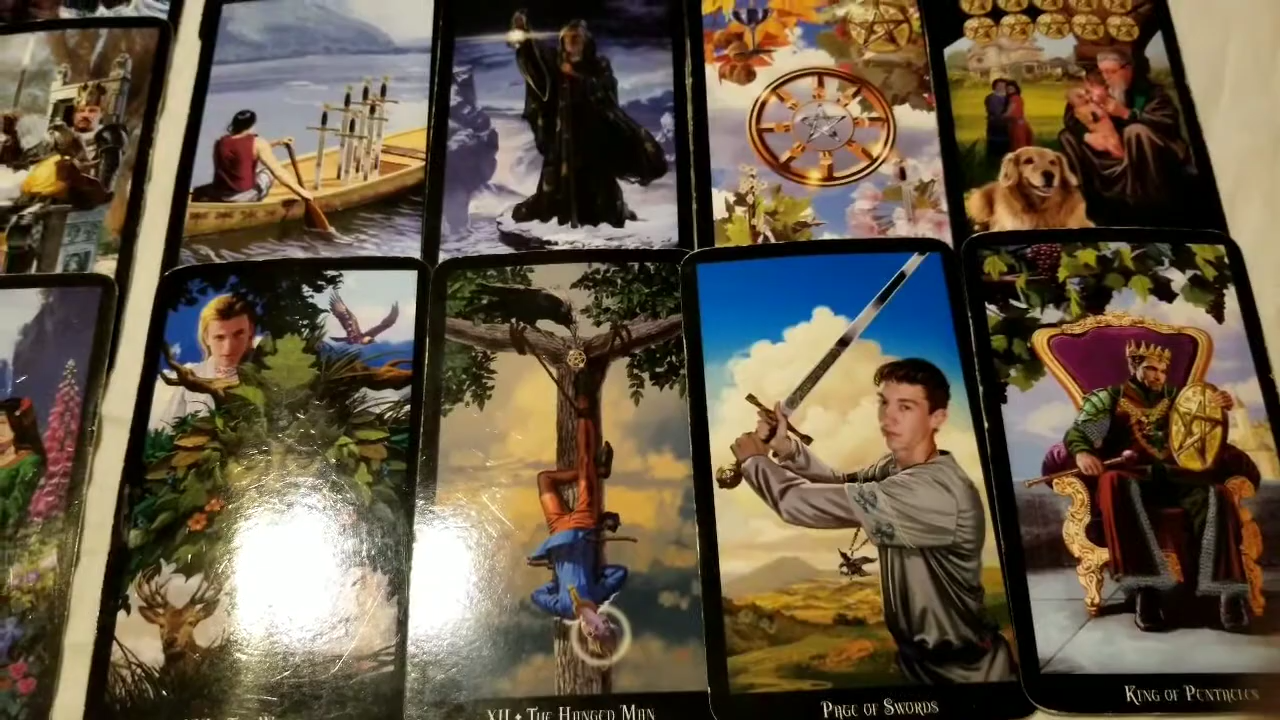 XII • THE HANGED MAN
PAGE OF SWORDS
KING OF PENTACLES